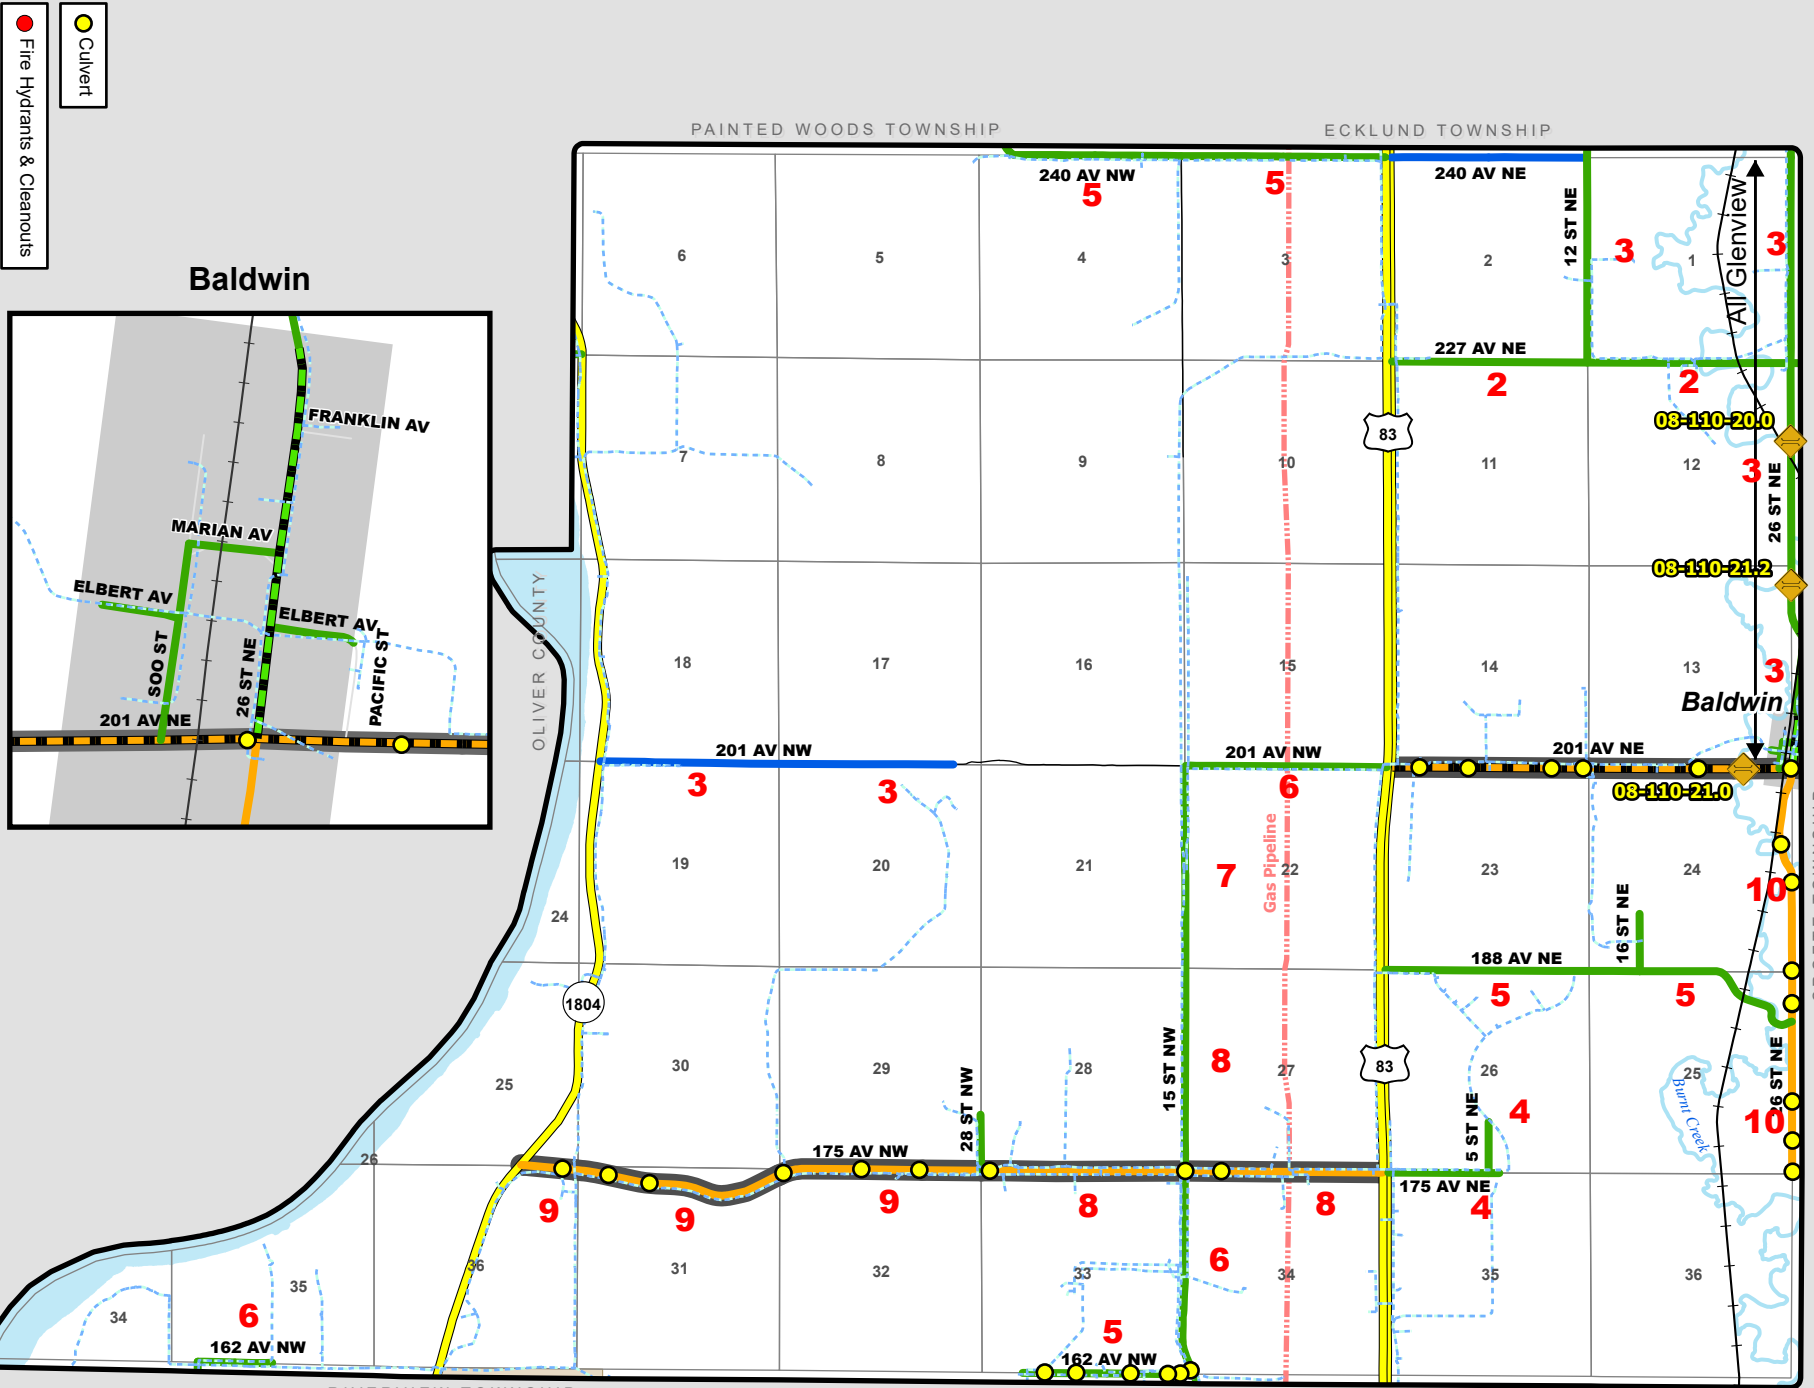 Fire Hydrants & Cleanouts
Culvert
PAINTED WOODS TOWNSHIP
ECKLUND TOWNSHIP
240 AV NW
5
5
240 AV NE
12 ST NE
3
3
All Glenview
6
5
4
3
2
1
Baldwin
FRANKLIN AV
MARIAN AV
ELBERT AV
ELBERT AV
SOO ST
26 ST NE
PACIFIC ST
201 AV NE
227 AV NE
2
2
08-110-20.0
83
7
8
9
10
11
12
3
26 ST NE
08-110-21.2
OLIVER COUNTY
18
17
16
15
14
13
3
Baldwin
201 AV NW
201 AV NW
201 AV NE
3
3
6
08-110-21.0
Gas Pipeline
19
20
21
7
22
23
24
10
24
16 ST NE
188 AV NE
5
5
1804
15 ST NW
83
26 ST NE
25
30
29
28
8
27
26
25
Burnt Creek
28 ST NW
5 ST NE
4
10
26
175 AV NW
175 AV NE
9
9
9
8
8
4
36
31
32
33
6
34
35
36
34
35
6
162 AV NW
5
162 AV NW